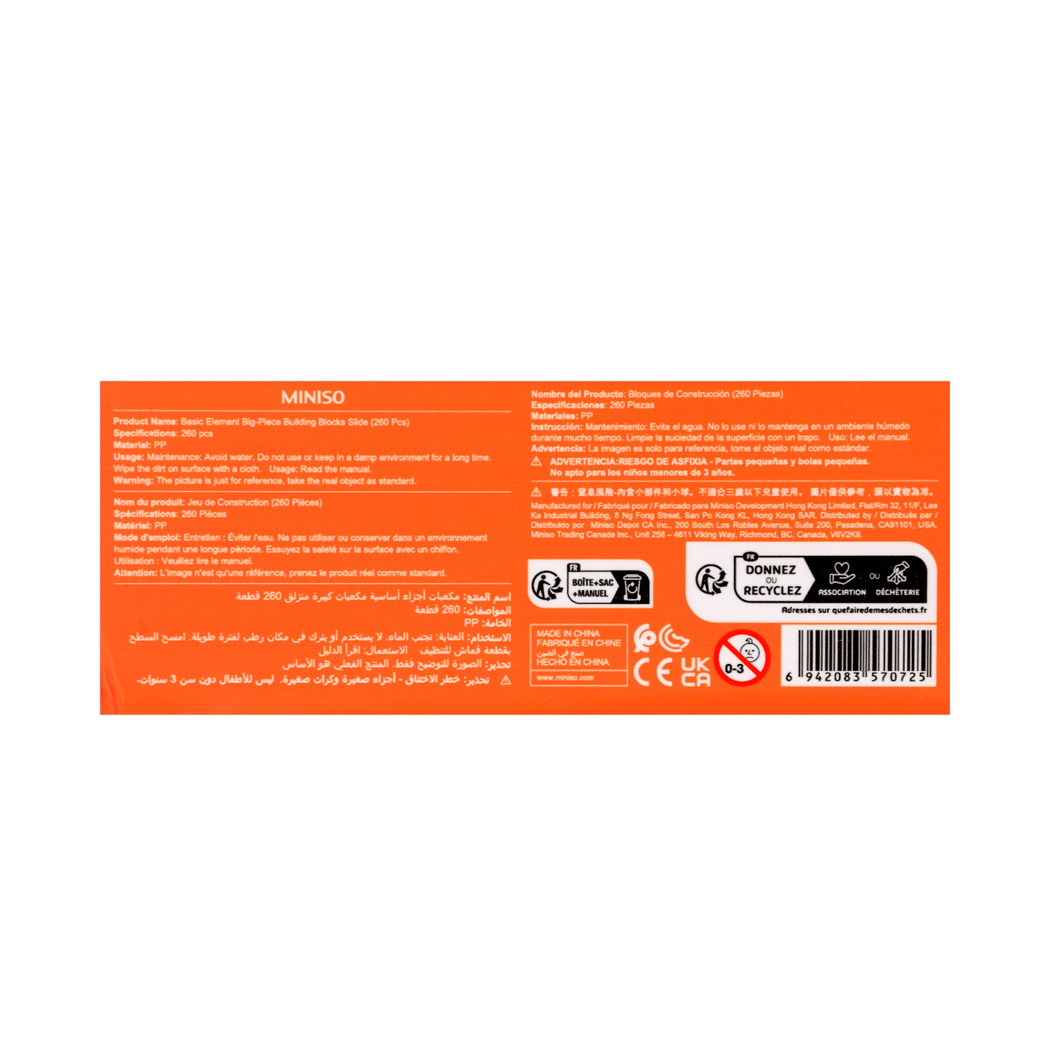 MINISO
Product Name: Basic Element Big-Piece Building Blocks Slide (260 Pcs)
Specifications: 260 pcs
Material: PP
Usage: Maintenance: Avoid water. Do not use or keep in a damp environment for a long time.
Wipe the dirt on surface with a cloth. Usage: Read the manual.
Warning: The picture is just for reference, take the real object as standard.
Nom du produit: Jeu de Construction (260 Pièces)
Spécifications: 260 Pièces
Matériel: PP
Mode d'emploi: Entretien : Éviter l'eau. Ne pas utiliser ou conserver dans un environnement
humide pendant une longue période. Essuyez la saleté sur la surface avec un chiffon.
Utilisation : Veuillez lire le manuel.
Attention: L'image n'est qu'une référence, prenez le produit réel comme standard.
اسم المنتج: مكعبات أجزاء أساسية مكعبات كبيرة منزلق 260 قطعة
المواصفات: 260 قطعة
الخامة: PP
الاستخدام: العناية: تجنب الماء. لا يستخدم أو يترك في مكان رطب لفترة طويلة. امسح السطح
بقطعة قماش للتنظيف الاستعمال: اقرأ الدليل
تحذير: الصورة للتوضيح فقط. المنتج الفعلي هو الأساس
⚠ تحذير: خطر الاختناق - أجزاء صغيرة وكرات صغيرة. ليس للأطفال دون سن 3 سنوات.
Nombre del Producto: Bloques de Construcción (260 Piezas)
Especificaciones: 260 Piezas
Materiales: PP
Instrucción: Mantenimiento: Evite el agua. No lo use ni lo mantenga en un ambiente húmedo
durante mucho tiempo. Limpie la suciedad de la superficie con un trapo. Uso: Lee el manual.
Advertencia: La imagen es solo para referencia, tome el objeto real como estándar.
⚠ ADVERTENCIA:RIESGO DE ASFIXIA - Partes pequeñas y bolas pequeñas.
No apto para los niños menores de 3 años.
⚠ 警告：窒息風險-內含小部件和小球。不適合三歲以下兒童使用。 圖片僅供參考，請以實物為准。
Manufactured for / Fabriqué pour / Fabricado para Miniso Development Hong Kong Limited, Flat/Rm 32, 11/F, Lee
Ka Industrial Building, 8 Ng Fong Street, San Po Kong KL, Hong Kong SAR. Distributed by / Distribués par /
Distribuido por Miniso Depot CA Inc., 200 South Los Robles Avenue, Suite 200, Pasadena, CA91101, USA.
Miniso Trading Canada Inc., Unit 256 – 4611 Viking Way, Richmond, BC, Canada, V6V2K9.
FR
BOÎTE+SAC
+MANUEL
FR
DONNEZ
OU
RECYCLEZ
ASSOCIATION
OU
DÉCHÈTERIE
Adresses sur quefairedemesdechets.fr
MADE IN CHINA
FABRIQUÉ EN CHINE
صنع في الصين
HECHO EN CHINA
www.miniso.com
CE
UK
CA
0-3
6 942083 570725